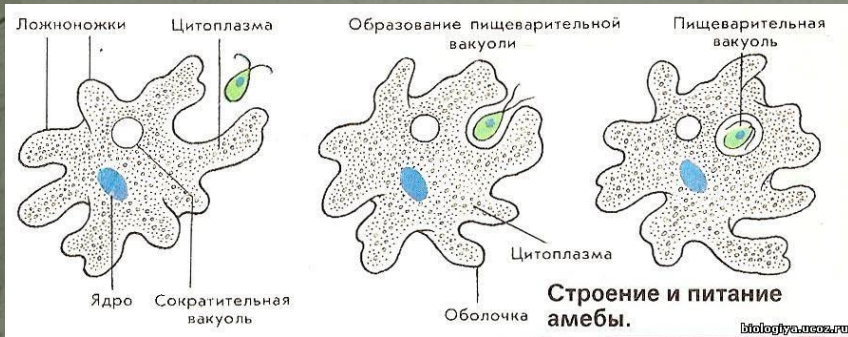 Ложноножки
Цитоплазма
Образование пищеварительной
вакуоли
Пищеварительная
вакуоль
Ядро
Сократительная
вакуоль
Цитоплазма
Оболочка
Строение и питание
амебы.
biologiya.ucoz.ru